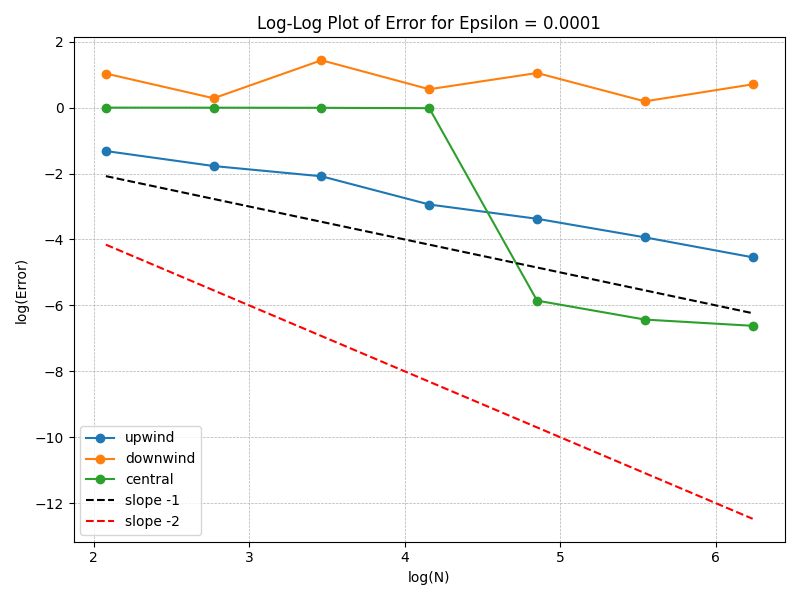 Log-Log Plot of Error for Epsilon = 0.0001
log(Error)
2
0
−2
−4
−6
−8
−10
−12
upwind
downwind
central
slope -1
slope -2
2 3 4 5 6
log(N)